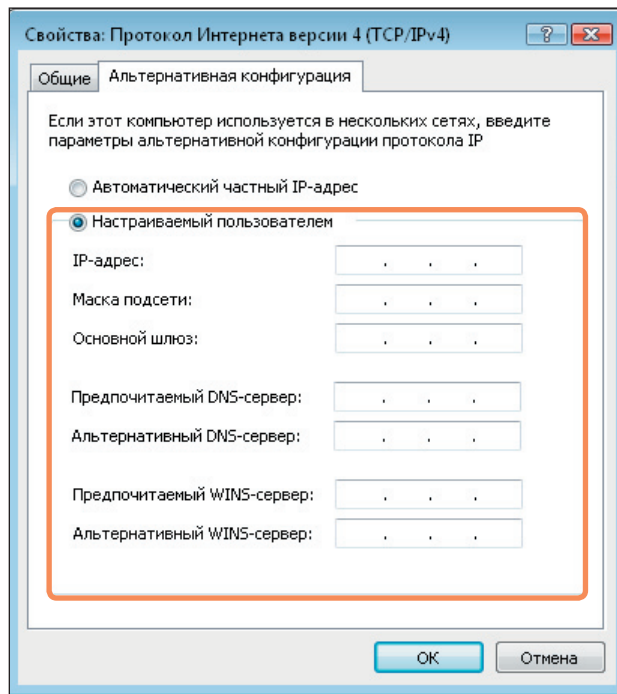 Свойства: Протокол Интернета версии 4 (TCP/IPv4)
Общие Альтернативная конфигурация
Если этот компьютер используется в нескольких сетях, введите
параметры альтернативной конфигурации протокола IP
Автоматический частный IP-адрес
Настраиваемый пользователем
IP-адрес: . . .
Маска подсети: . . .
Основной шлюз: . . .
Предпочитаемый DNS-сервер: . . .
Альтернативный DNS-сервер: . . .
Предпочитаемый WINS-сервер: . . .
Альтернативный WINS-сервер: . . .
OK Отмена